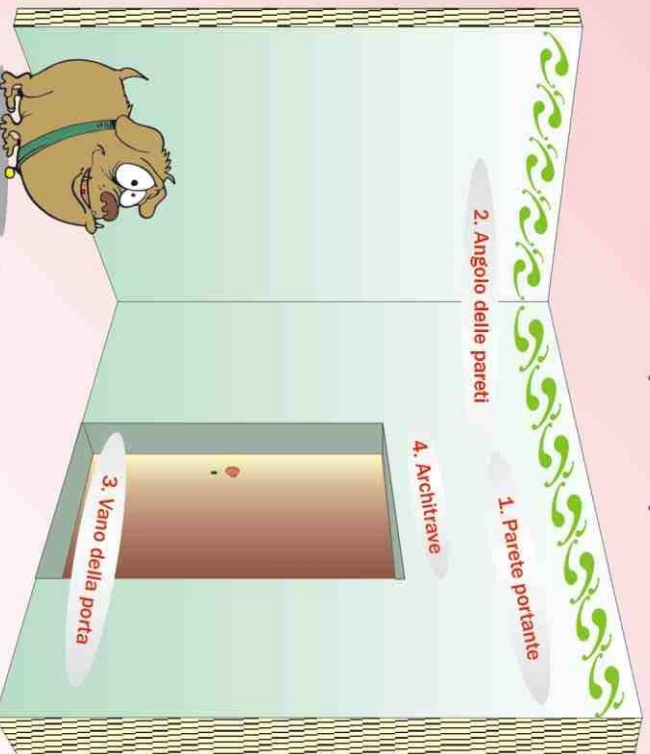 1. Parete portante
2. Angolo delle pareti
4. Architrave
3. Vano della porta